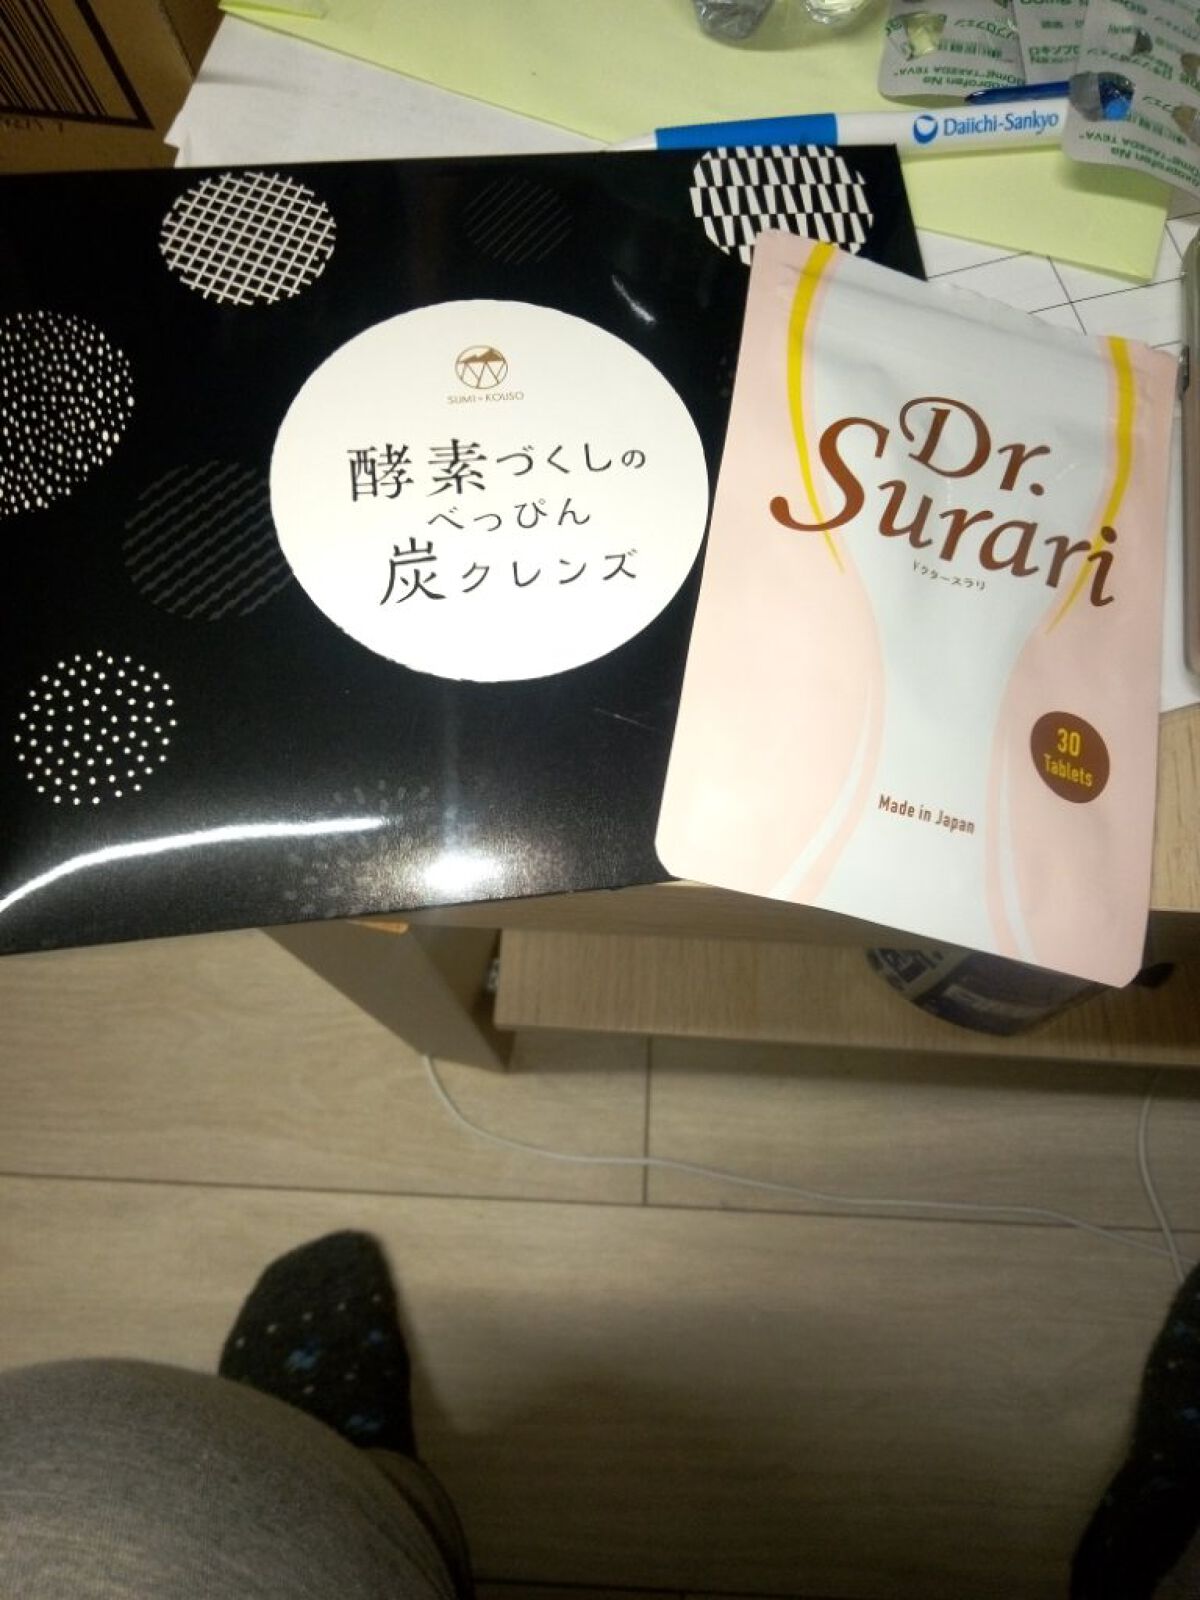 Daiichi-Sankyo
SUMI×KOUSO
酵素づくしの
べっぴん
炭クレンズ
Dr.
Surari
ドクタースラリ
30
Tablets
Made in Japan